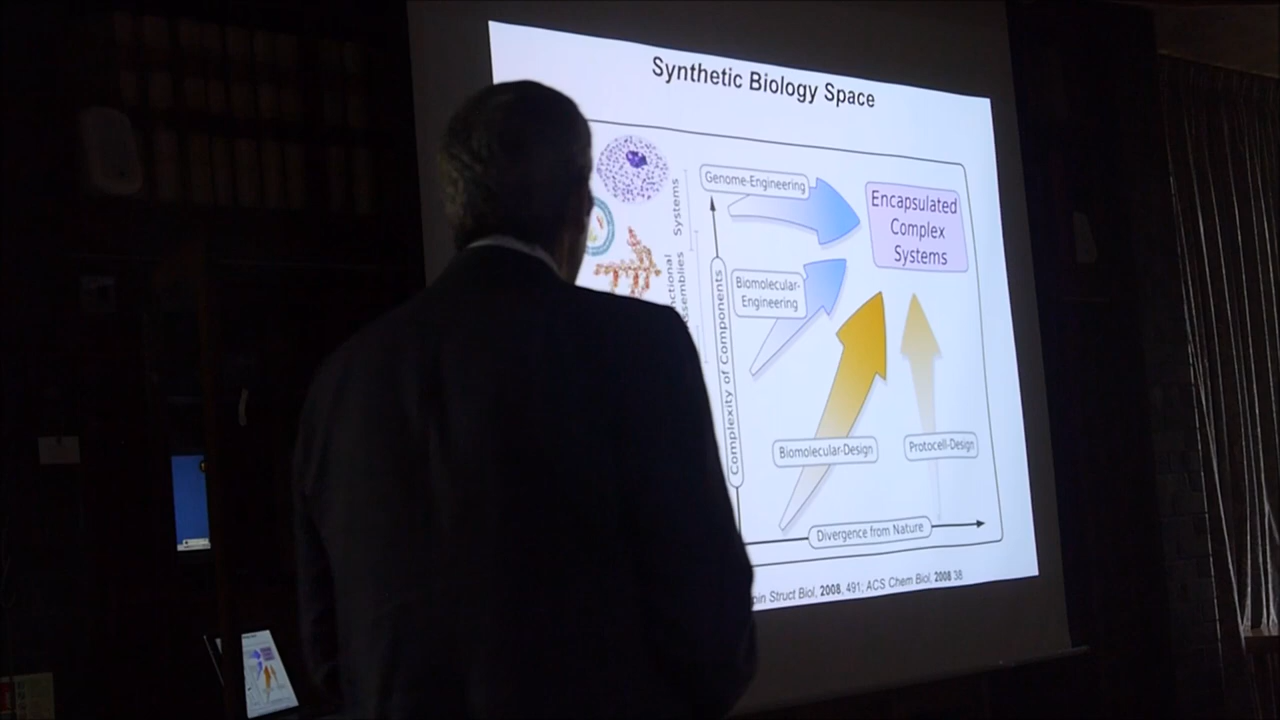 Synthetic Biology Space
Genome-Engineering
Encapsulated
Complex
Systems
Systems
Assemblies
Biomolecular-
Engineering
Complexity of Components
Biomolecular-Design
Protocell-Design
Divergence from Nature
Struct Biol, 2008, 491; ACS Chem Biol, 2008 38